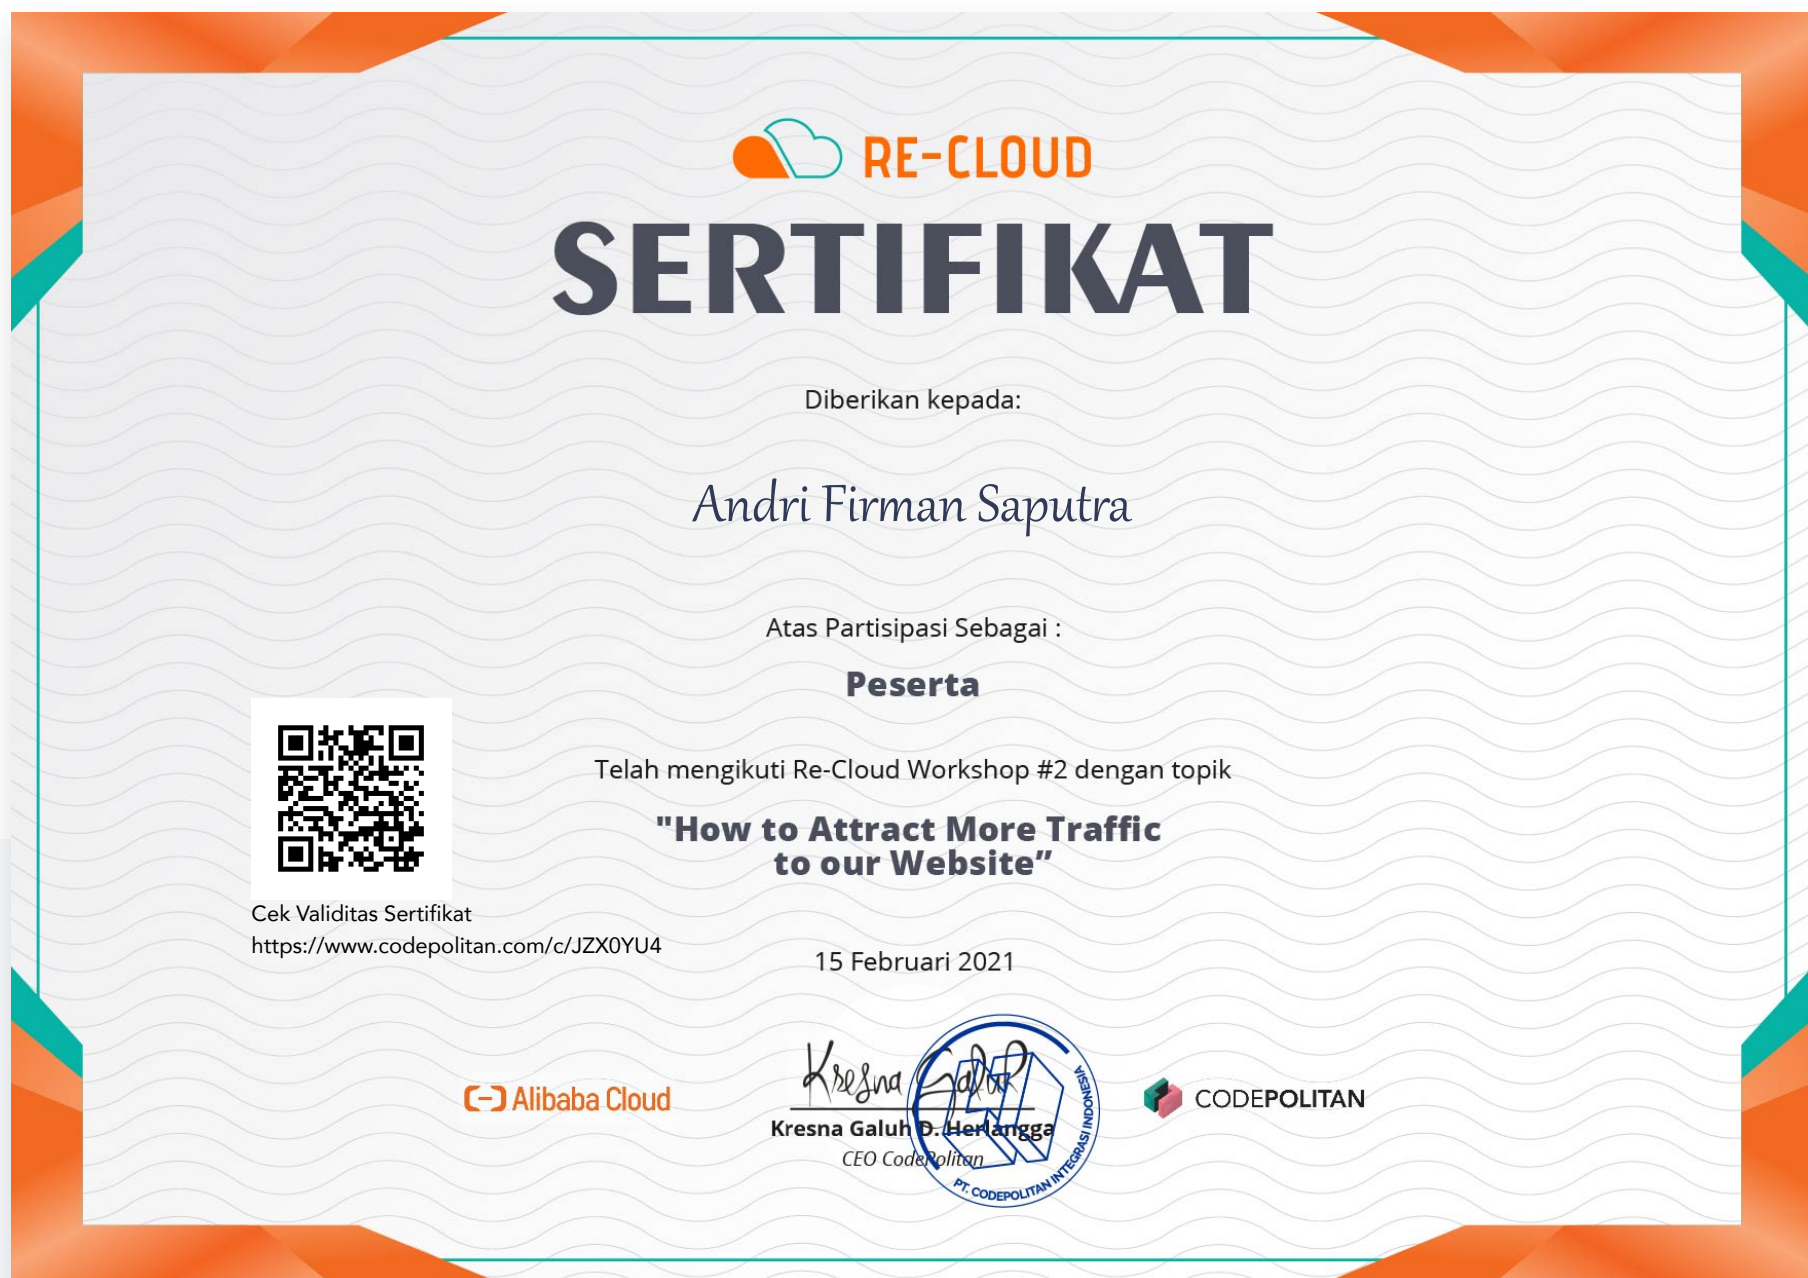 RE-CLOUD
SERTIFIKAT
Diberikan kepada:
Andri Firman Saputra
Atas Partisipasi Sebagai :
Peserta
Telah mengikuti Re-Cloud Workshop #2 dengan topik
"How to Attract More Traffic
to our Website”
Cek Validitas Sertifikat
https://www.codepolitan.com/c/JZX0YU4
15 Februari 2021
Alibaba Cloud
Kresna Galuh
Kresna Galuh D. Herlangga
CEO CodePolitan
PT. CODEPOLITAN INTEGRASI INDONESIA
CODEPOLITAN